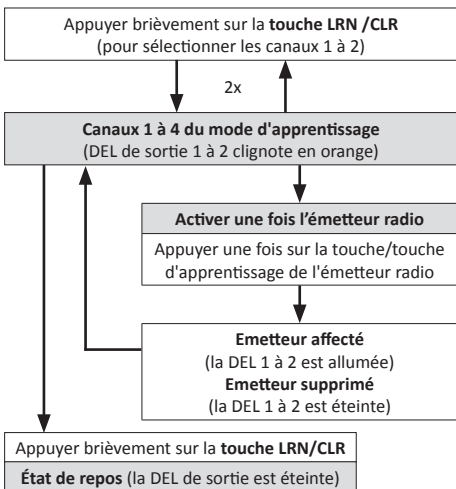 Appuyer brièvement sur la touche LRN /CLR
(pour sélectionner les canaux 1 à 2)
2x
Canaux 1 à 4 du mode d'apprentissage
(DEL de sortie 1 à 2 clignote en orange)
Activer une fois l’émetteur radio
Appuyer une fois sur la touche/touche
d'apprentissage de l'émetteur radio
Emetteur affecté
(la DEL 1 à 2 est allumée)
Emetteur supprimé
(la DEL 1 à 2 est éteinte)
Appuyer brièvement sur la touche LRN/CLR
État de repos (la DEL de sortie est éteinte)